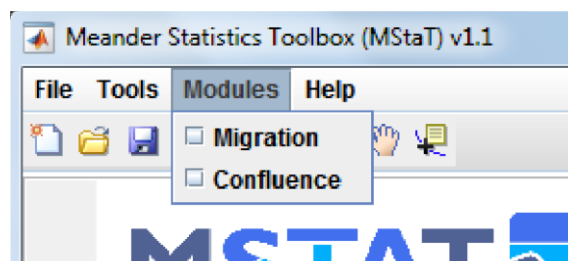 Meander Statistics Toolbox (MStaT) v1.1
File Tools Modules Help
Migration
Confluence
MSTAT